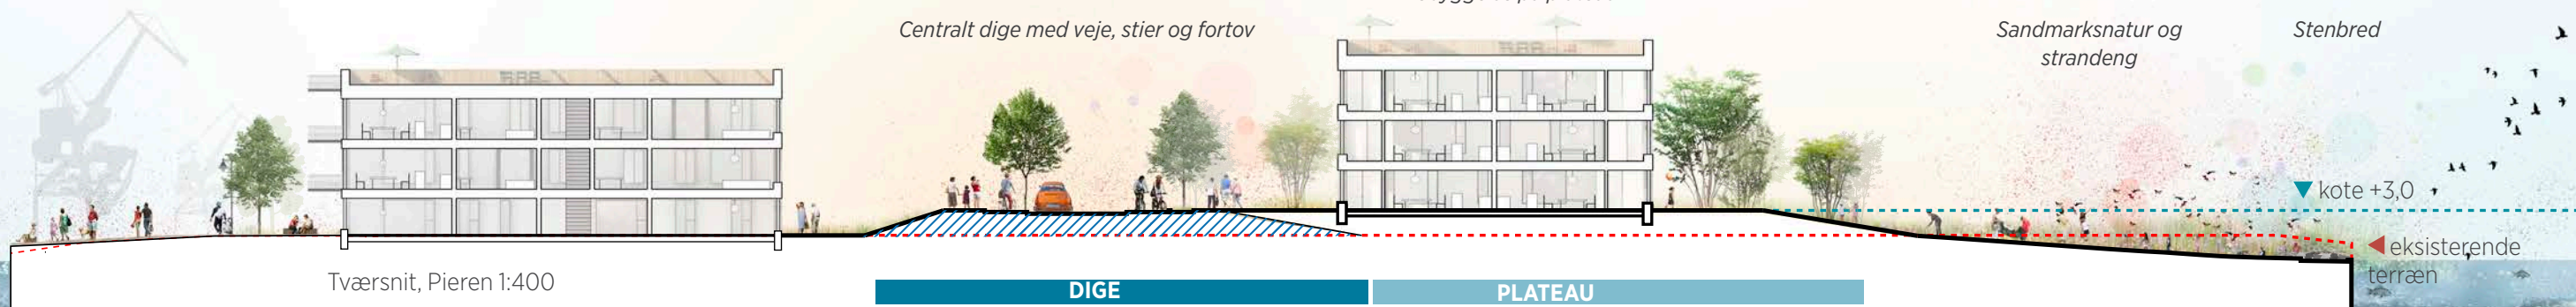 Centralt dige med veje, stier og fortov
Sandmarksnatur og
strandeng
Stenbred
kote +3,0
eksisterende
terræn
Tværsnit, Pieren 1:400
DIGE
PLATEAU